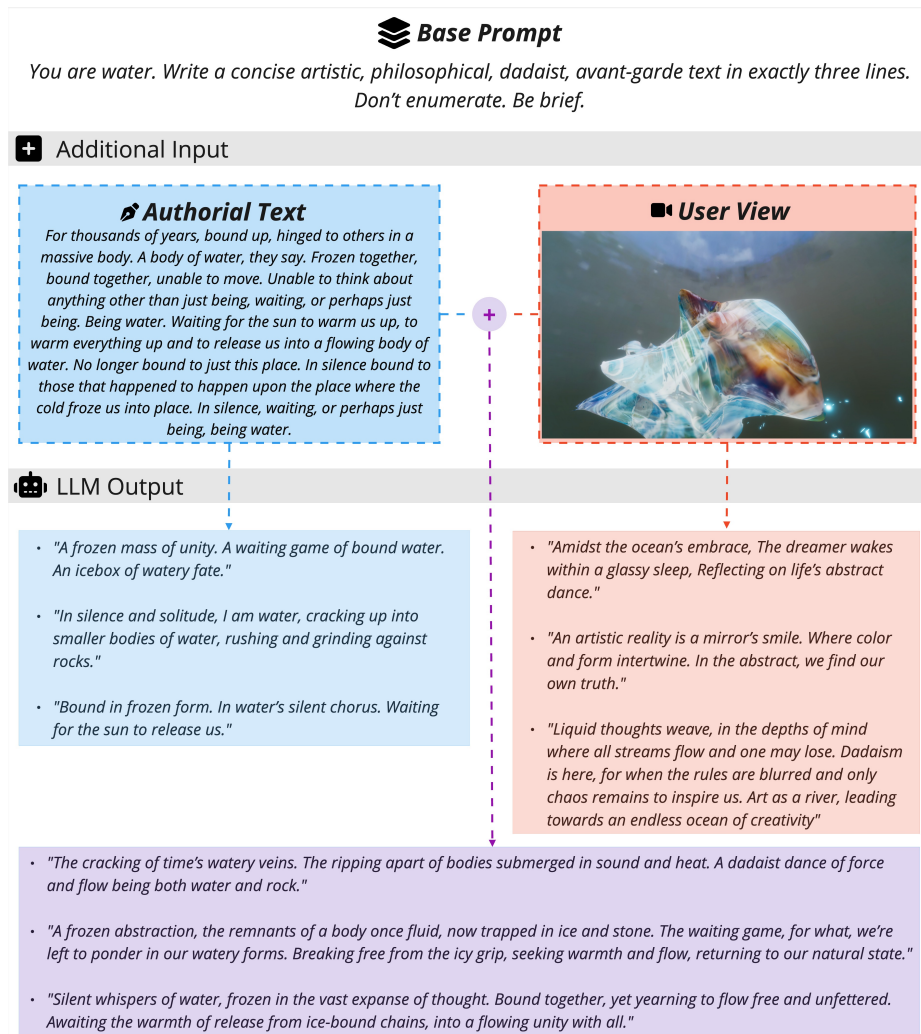 Base Prompt
You are water. Write a concise artistic, philosophical, dadaist, avant-garde text in exactly three lines.
Don’t enumerate. Be brief.
Additional Input
Authorial Text
For thousands of years, bound up, hinged to others in a
massive body. A body of water, they say. Frozen together,
bound together, unable to move. Unable to think about
anything other than just being, waiting, or perhaps just
being. Being water. Waiting for the sun to warm us up, to
warm everything up and to release us into a flowing body of
water. No longer bound to just this place. In silence bound to
those that happened to happen upon the place where the
cold froze us into place. In silence, waiting, or perhaps just
being, being water.
User View
LLM Output
• "A frozen mass of unity. A waiting game of bound water.
An icebox of watery fate."
• "In silence and solitude, I am water, cracking up into
smaller bodies of water, rushing and grinding against
rocks."
• "Bound in frozen form. In water’s silent chorus. Waiting
for the sun to release us."
• "Amidst the ocean’s embrace, The dreamer wakes
within a glassy sleep, Reflecting on life’s abstract
dance."
• "An artistic reality is a mirror’s smile. Where color
and form intertwine. In the abstract, we find our
own truth."
• "Liquid thoughts weave, in the depths of mind
where all streams flow and one may lose. Dadaism
is here, for when the rules are blurred and only
chaos remains to inspire us. Art as a river, leading
towards an endless ocean of creativity"
• "The cracking of time’s watery veins. The ripping apart of bodies submerged in sound and heat. A dadaist dance of force
and flow being both water and rock."
• "A frozen abstraction, the remnants of a body once fluid, now trapped in ice and stone. The waiting game, for what, we’re
left to ponder in our watery forms. Breaking free from the icy grip, seeking warmth and flow, returning to our natural state."
• "Silent whispers of water, frozen in the vast expanse of thought. Bound together, yet yearning to flow free and unfettered.
Awaiting the warmth of release from ice-bound chains, into a flowing unity with all."